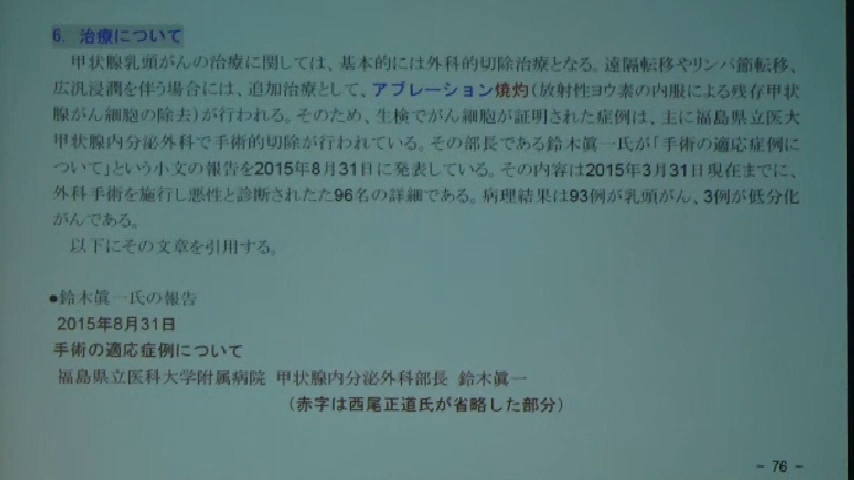 6. 治療について
甲状腺乳頭がんの治療に関しては、基本的には外科的切除治療となる。遠隔転移やリンパ節転移、
広汎浸潤を伴う場合には、追加治療として、アブレーション焼灼（放射性ヨウ素の内服による残存甲状
腺がん細胞の除去）が行われる。そのため、生検でがん細胞が証明された症例は、主に福島県立医大
甲状腺内分泌外科で手術的切除が行われている。その部長である鈴木眞一氏が「手術の適応症例に
ついて」という小文の報告を2015年8月31日に発表している。その内容は2015年3月31日現在までに、
外科手術を施行し悪性と診断されたた96名の詳細である。病理結果は93例が乳頭がん、3例が低分化
がんである。
以下にその文章を引用する。
●鈴木眞一氏の報告
2015年8月31日
手術の適応症例について
福島県立医科大学附属病院 甲状腺内分泌外科部長 鈴木眞一
（赤字は西尾正道氏が省略した部分）
- 76 -